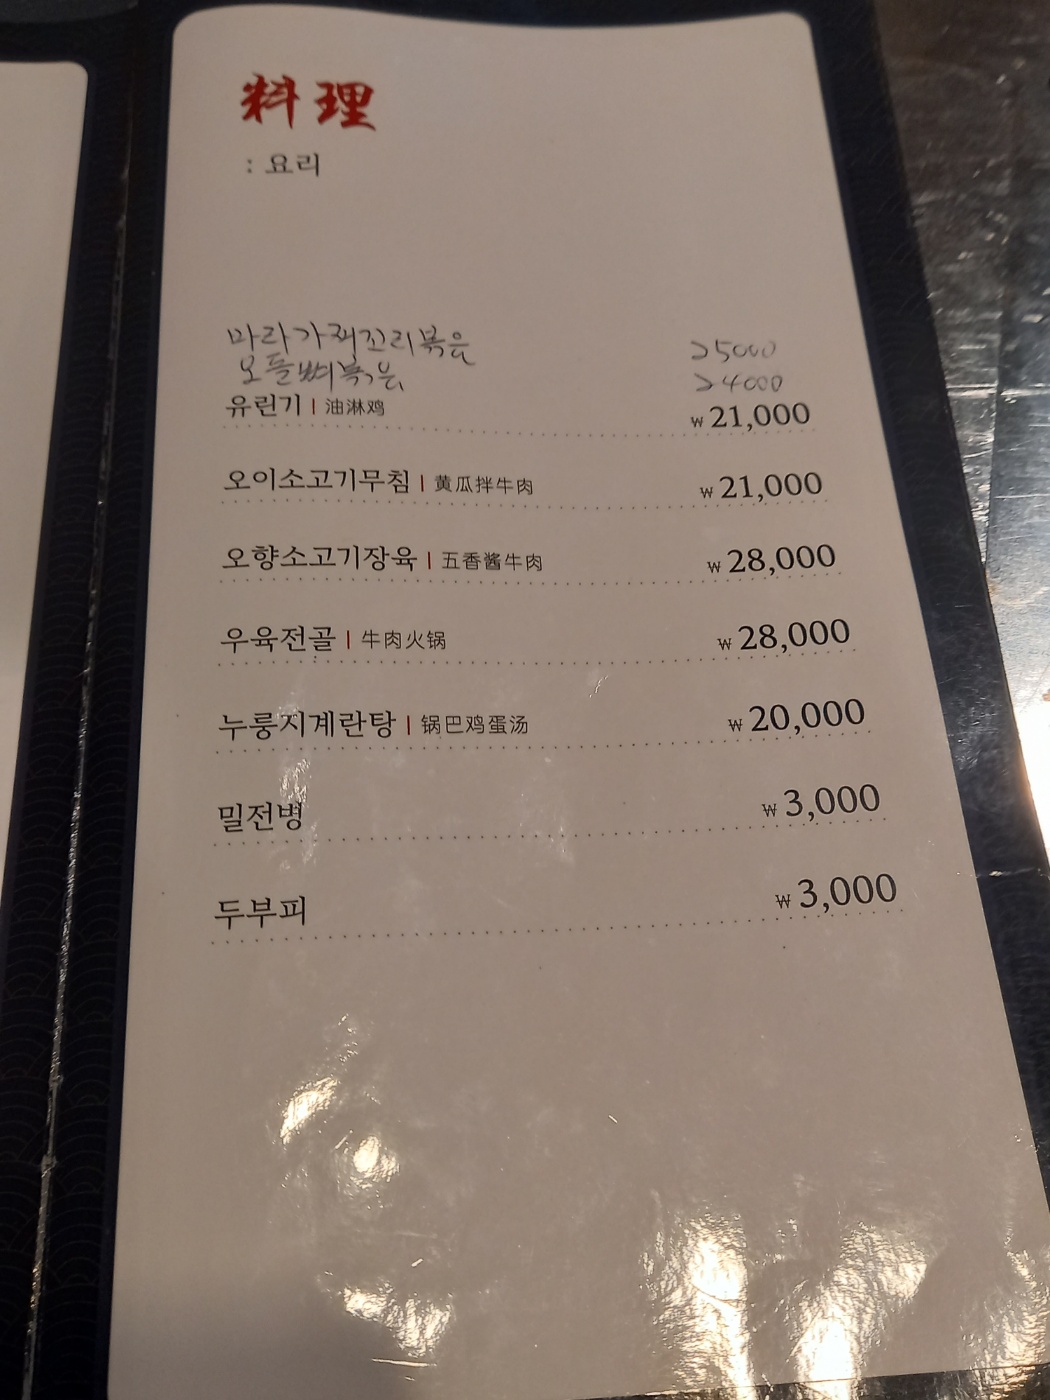 料理
: 요리
마라가재꼬리볶음 25000
오돌뼈볶음 24000
유린기 | 油淋鸡 ₩21,000
오이소고기무침 | 黄瓜拌牛肉 ₩21,000
오향소고기장육 | 五香酱牛肉 ₩28,000
우육전골 | 牛肉火锅 ₩28,000
누룽지계란탕 | 锅巴鸡蛋汤 ₩20,000
밀전병 ₩3,000
두부피 ₩3,000